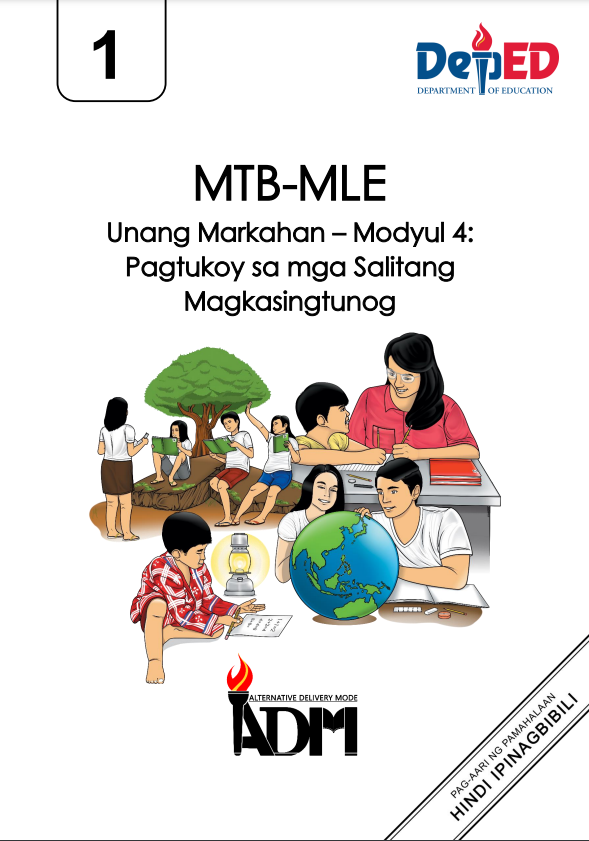 1
DepED
DEPARTMENT OF EDUCATION
MTB-MLE
Unang Markahan – Modyul 4:
Pagtukoy sa mga Salitang
Magkasingtunog
ALTERNATIVE DELIVERY MODE
ADM
PAG-AARI NG PAMAHALAAN
HINDI IPINAGBIBILI